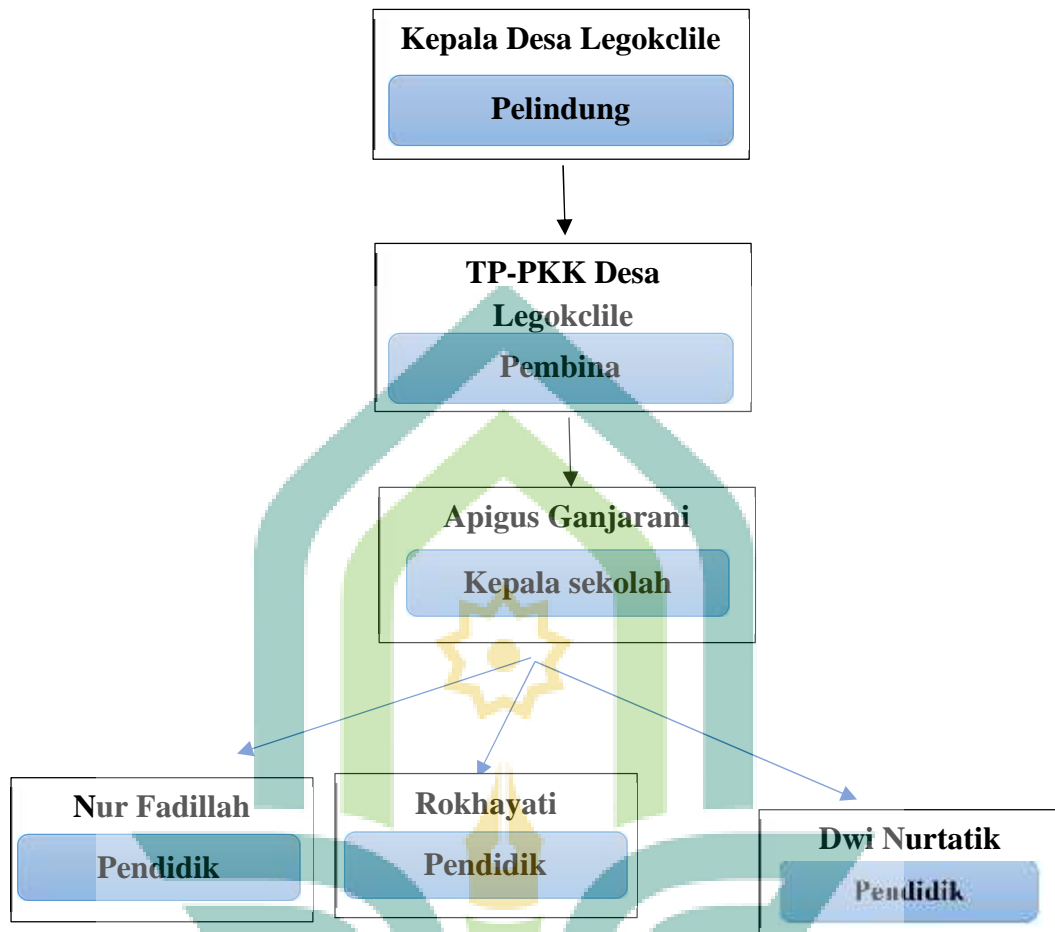 Kepala Desa Legokclile
Pelindung
TP-PKK Desa
Legokclile
Pembina
Apigus Ganjarani
Kepala sekolah
Nur Fadillah
Pendidik
Rokhayati
Pendidik
Dwi Nurtatik
Pendidik